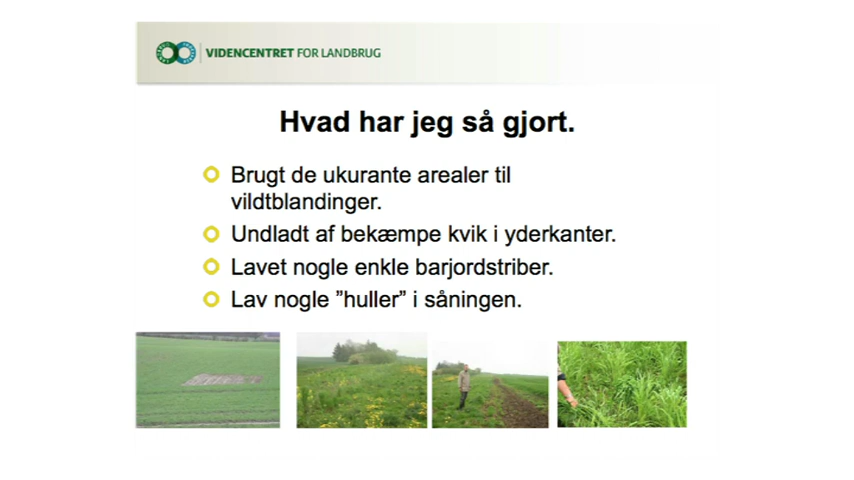 VIDENCENTRET FOR LANDBRUG
Hvad har jeg så gjort.
Brugt de ukurante arealer til
vildtblandinger.
Undladt af bekæmpe kvik i yderkanter.
Lavet nogle enkle barjordstriber.
Lav nogle ”huller” i såningen.